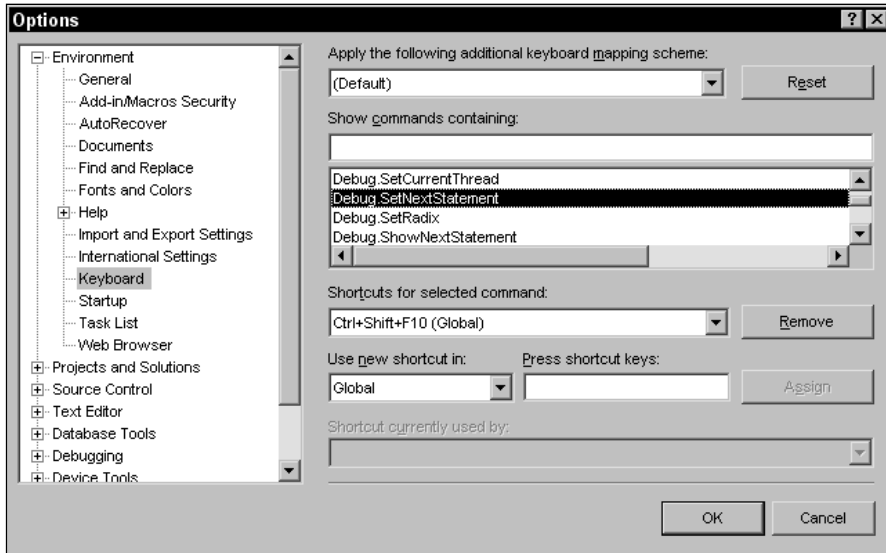 Options
Environment
General
Add-in/Macros Security
AutoRecover
Documents
Find and Replace
Fonts and Colors
Help
Import and Export Settings
International Settings
Keyboard
Startup
Task List
Web Browser
Projects and Solutions
Source Control
Text Editor
Database Tools
Debugging
Device Tools
Apply the following additional keyboard mapping scheme:
(Default)
Reset
Show commands containing:
Debug.SetCurrentThread
Debug.SetNextStatement
Debug.SetRadix
Debug.ShowNextStatement
Shortcuts for selected command:
Ctrl+Shift+F10 (Global)
Remove
Use new shortcut in:
Press shortcut keys:
Global
Assign
Shortcut currently used by:
OK
Cancel